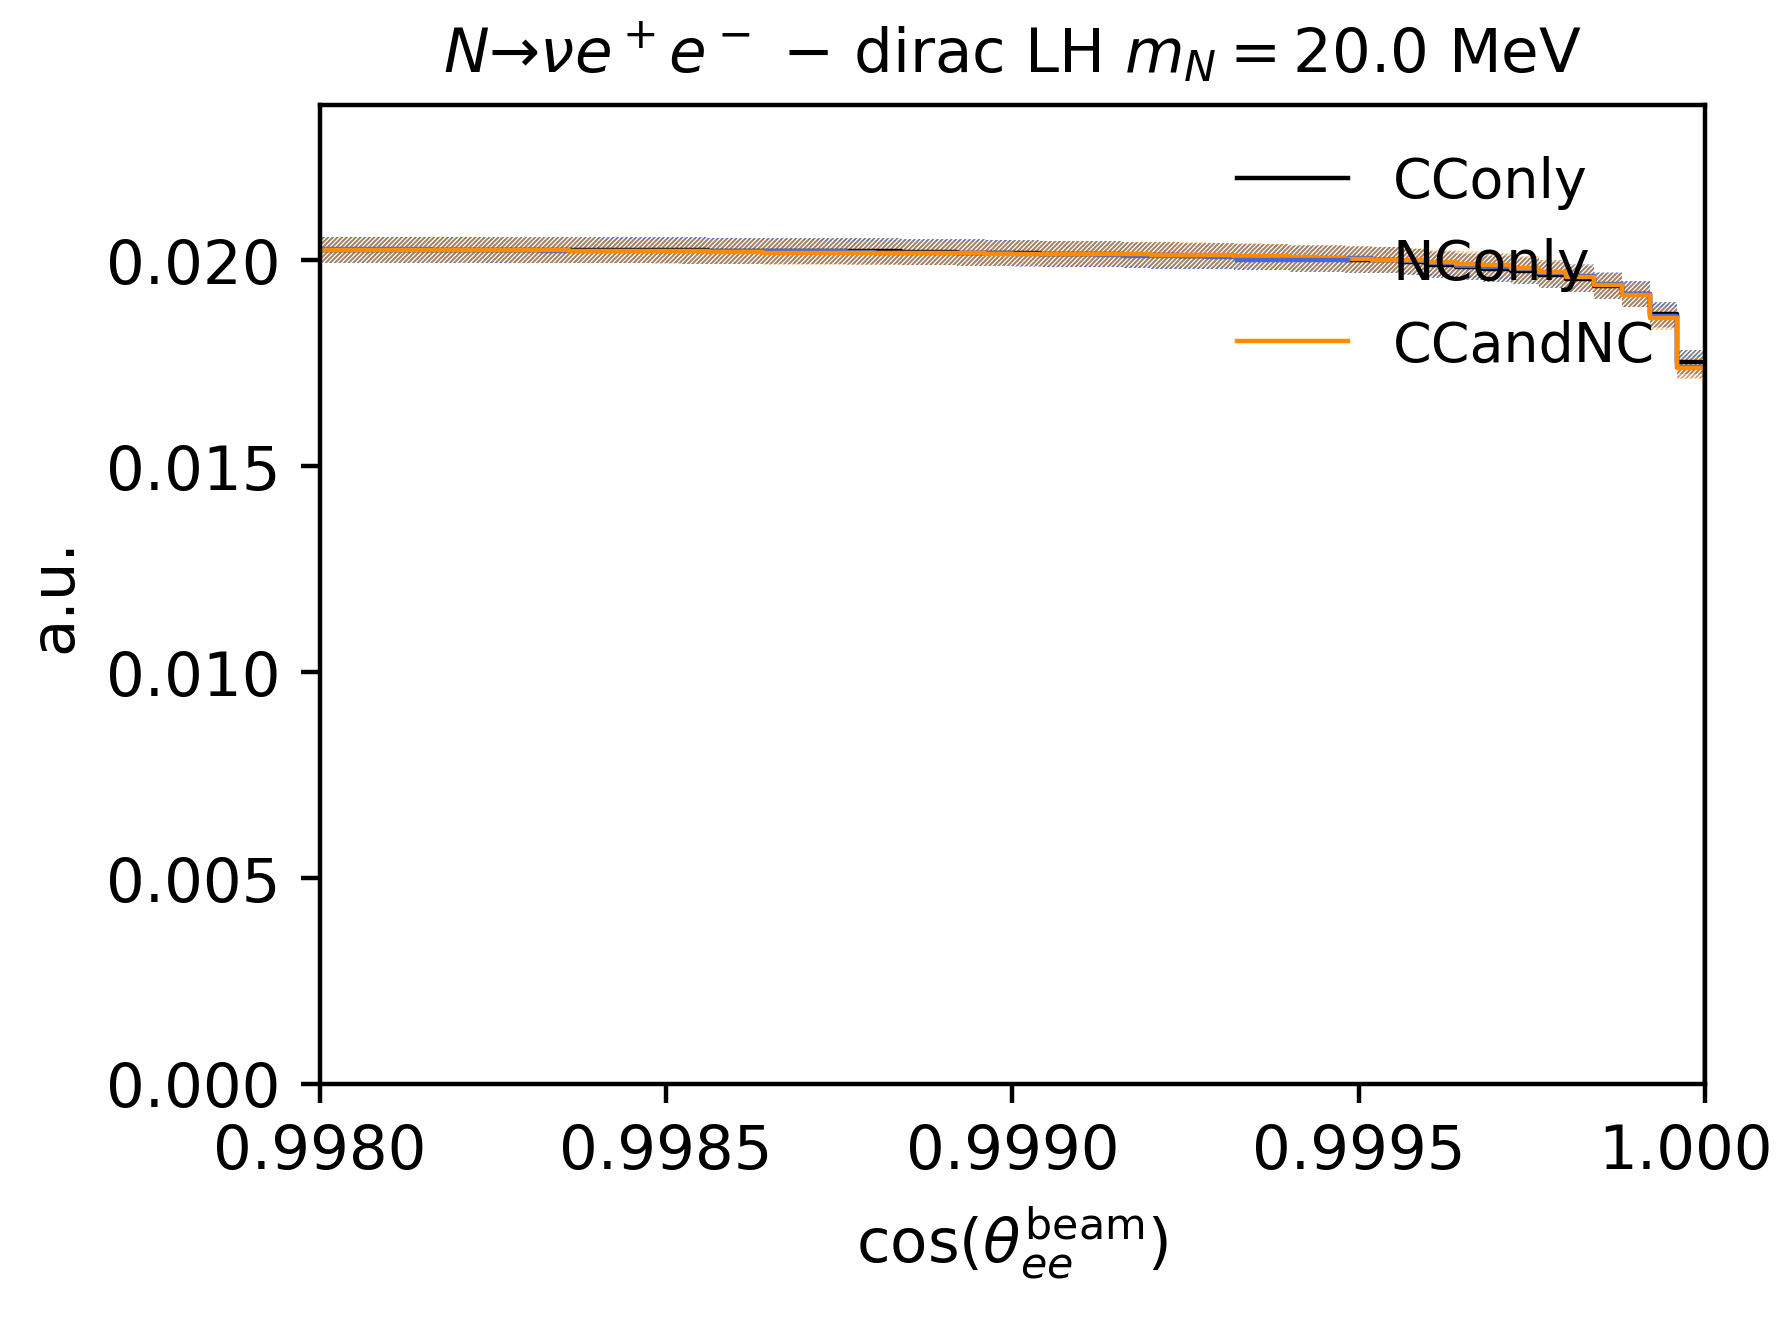 N→νe⁺e⁻ − dirac LH m_N = 20.0 MeV
CConly
NConly
CCandNC
0.020
0.015
0.010
0.005
0.000
a.u.
0.9980 0.9985 0.9990 0.9995 1.000
cos(θ_ee^beam)